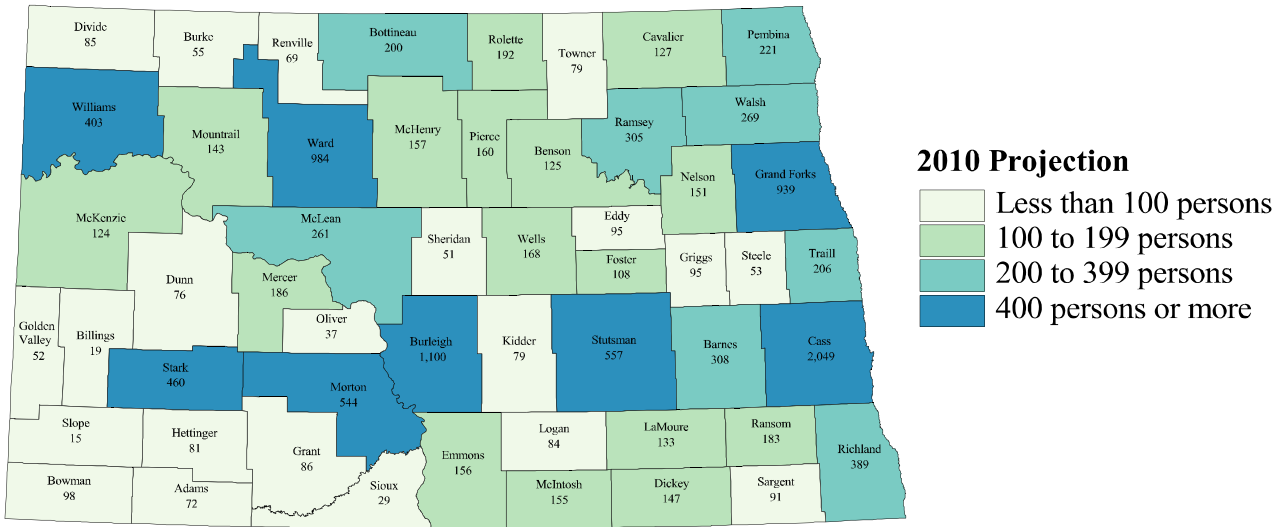 Divide
85
Burke
55
Renville
69
Bottineau
200
Rolette
192
Towner
79
Cavalier
127
Pembina
221
Williams
403
Mountrail
143
Ward
984
McHenry
157
Pierce
160
Benson
125
Ramsey
305
Walsh
269
Nelson
151
Grand Forks
939
McKenzie
124
McLean
261
Sheridan
51
Wells
168
Eddy
95
Foster
108
Griggs
95
Steele
53
Traill
206
Dunn
76
Mercer
186
Oliver
37
Golden
Valley
52
Billings
19
Stark
460
Morton
544
Burleigh
1,100
Kidder
79
Stutsman
557
Barnes
308
Cass
2,049
Slope
15
Hettinger
81
Grant
86
Bowman
98
Adams
72
Sioux
29
Emmons
156
Logan
84
McIntosh
155
LaMoure
133
Dickey
147
Ransom
183
Sargent
91
Richland
389
2010 Projection
Less than 100 persons
100 to 199 persons
200 to 399 persons
400 persons or more